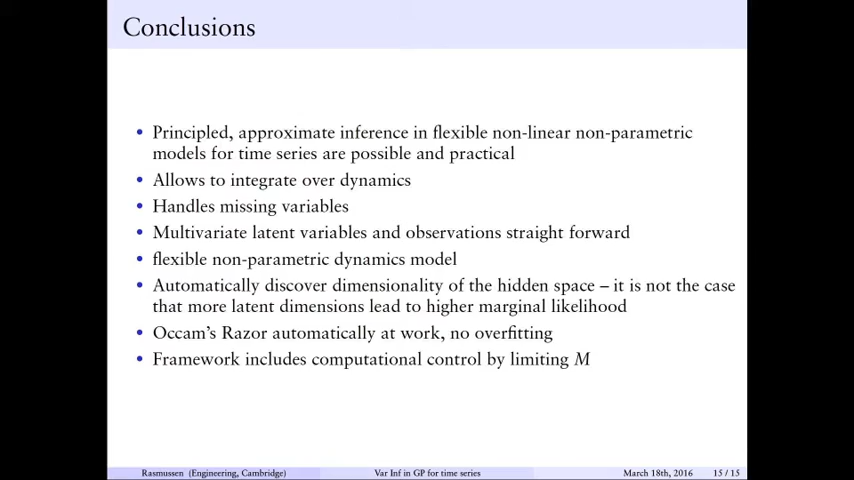 Conclusions
• Principled, approximate inference in flexible non-linear non-parametric
models for time series are possible and practical
• Allows to integrate over dynamics
• Handles missing variables
• Multivariate latent variables and observations straight forward
• flexible non-parametric dynamics model
• Automatically discover dimensionality of the hidden space – it is not the case
that more latent dimensions lead to higher marginal likelihood
• Occam's Razor automatically at work, no overfitting
• Framework includes computational control by limiting M
Rasmussen (Engineering, Cambridge) Var Inf in GP for time series March 18th, 2016 15 / 15